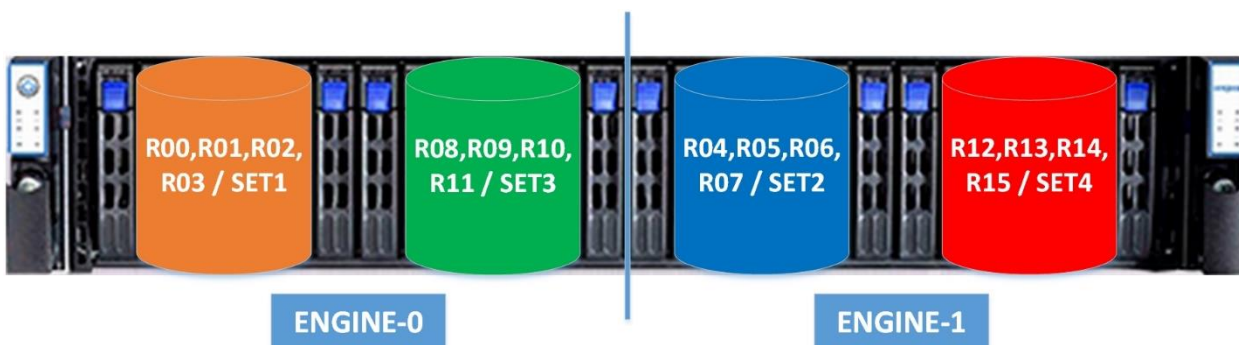 R00,R01,R02,
R03 / SET1
R08,R09,R10,
R11 / SET3
R04,R05,R06,
R07 / SET2
R12,R13,R14,
R15 / SET4
ENGINE-0
ENGINE-1